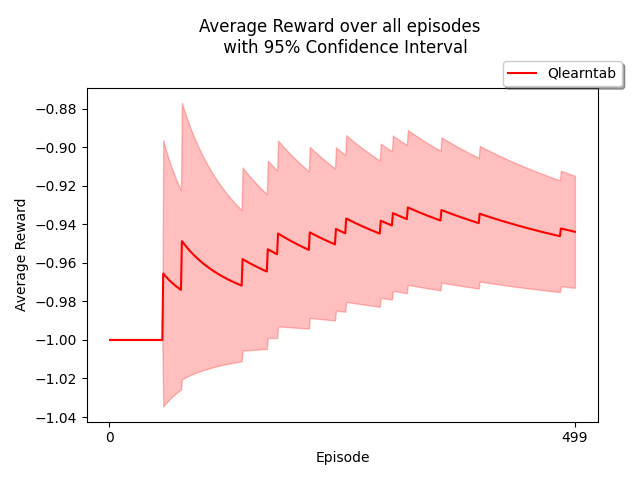 Average Reward over all episodes
with 95% Confidence Interval
Qlearntab
−0.88
−0.90
−0.92
−0.94
−0.96
−0.98
−1.00
−1.02
−1.04
Average Reward
0
499
Episode